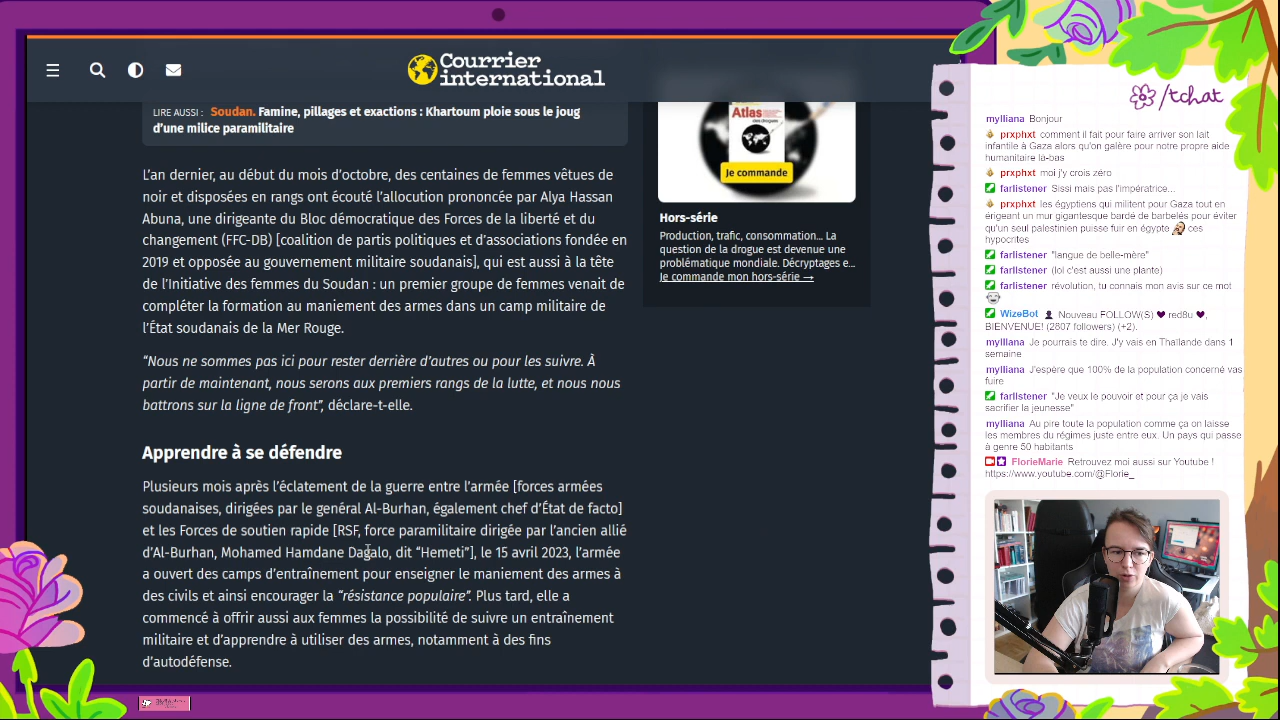 Courrier
international
LIRE AUSSI : Soudan. Famine, pillages et exactions : Khartoum ploie sous le joug
d’une milice paramilitaire
L’an dernier, au début du mois d’octobre, des centaines de femmes vêtues de
noir et disposées en rangs ont écouté l’allocution prononcée par Alya Hassan
Abuna, une dirigeante du Bloc démocratique des Forces de la liberté et du
changement (FFC-DB) [coalition de partis politiques et d’associations fondée en
2019 et opposée au gouvernement militaire soudanais], qui est aussi à la tête
de l’Initiative des femmes du Soudan : un premier groupe de femmes venait de
compléter la formation au maniement des armes dans un camp militaire de
l’État soudanais de la Mer Rouge.
“Nous ne sommes pas ici pour rester derrière d’autres ou pour les suivre. À
partir de maintenant, nous serons aux premiers rangs de la lutte, et nous nous
battrons sur la ligne de front”, déclare-t-elle.
Apprendre à se défendre
Plusieurs mois après l’éclatement de la guerre entre l’armée [forces armées
soudanaises, dirigées par le général Al-Burhan, également chef d’État de facto]
et les Forces de soutien rapide [RSF, force paramilitaire dirigée par l’ancien allié
d’Al-Burhan, Mohamed Hamdane Dagalo, dit “Hemeti”], le 15 avril 2023, l’armée
a ouvert des camps d’entraînement pour enseigner le maniement des armes à
des civils et ainsi encourager la “résistance populaire”. Plus tard, elle a
commencé à offrir aussi aux femmes la possibilité de suivre un entraînement
militaire et d’apprendre à utiliser des armes, notamment à des fins
d’autodéfense.
Atlas
des drogues
Je commande
Hors-série
Production, trafic, consommation… La
question de la drogue est devenue une
problématique mondiale. Décryptages e…
Je commande mon hors-série →
/tchat
mylliana Bonjour
prxphxt comment il fait pour faire arriver son lait
infantile à Gaza alors qu'on galère pour notre propre aide
humanitaire la-bas
prxphxt moi j'y crois zéro
farlistener Sissi mais pas l'impératrice...
prxphxt les égyptiens qui militent pour Gaza tout en
érigeant un mur gigantesque bardé de barbelés pour éviter
qu'un seul palestinien puisse fuir en égypte ces
hypocrites
farlistener "langue de belle-mère"
farlistener (lol c'est aussi une plante)
farlistener révolution, tu connais mon avis sur ce mot
WizeBot Nouveau FOLLOW(S) ♥ red8u ♥,
BIENVENUE! (2807 followers) (+2).
mylliana Je pourrais te dire. J'y vais en Thaïlande dans 1
semaine
mylliana J'espère que 100% de la population concerné vas
fuire
farlistener "Je veux le pouvoir et pour ça je vais
sacrifier la jeunesse"
mylliana Au pire toute la population comme ça on laisse
les membres du régimes juste entre eux. Un pays qui passe
à genre 50 habitants
FlorieMarie Retrouvez moi aussi sur Youtube !
https://www.youtube.com/@Florie_